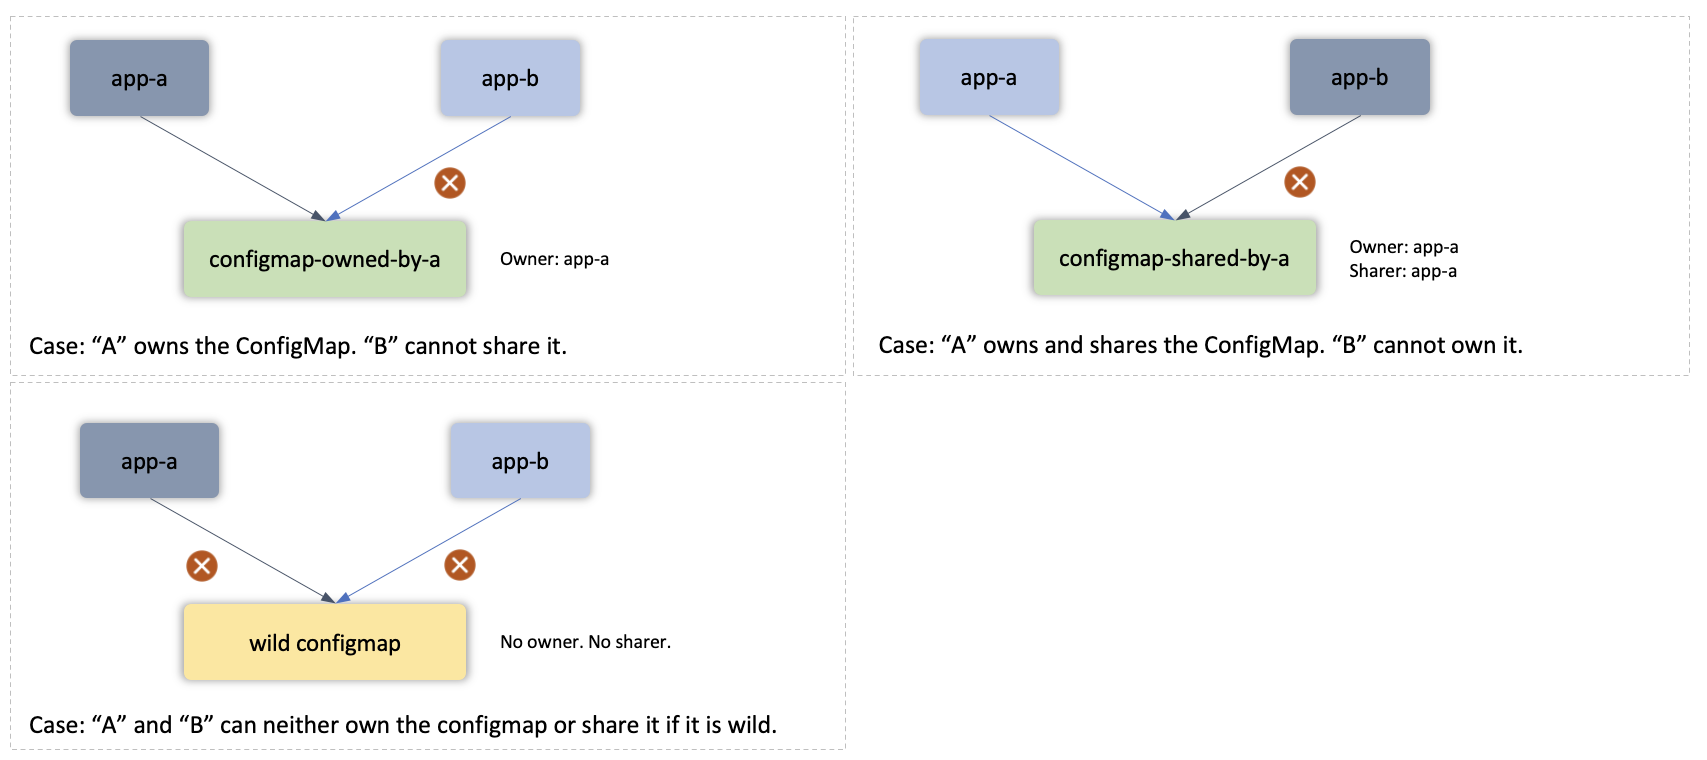 app-a
app-b
configmap-owned-by-a
Owner: app-a
Case: “A” owns the ConfigMap. “B” cannot share it.
app-a
app-b
configmap-shared-by-a
Owner: app-a
Sharer: app-a
Case: “A” owns and shares the ConfigMap. “B” cannot own it.
app-a
app-b
wild configmap
No owner. No sharer.
Case: “A” and “B” can neither own the configmap or share it if it is wild.